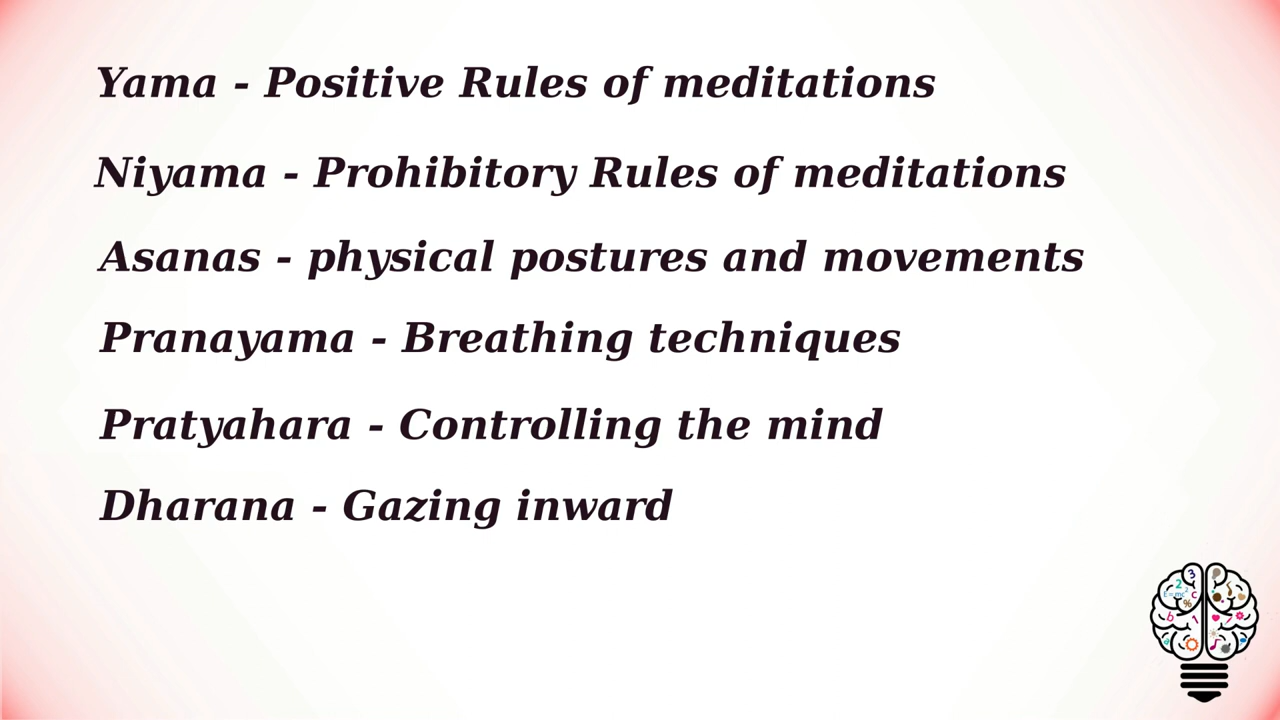 Yama - Positive Rules of meditations
Niyama - Prohibitory Rules of meditations
Asanas - physical postures and movements
Pranayama - Breathing techniques
Pratyahara - Controlling the mind
Dharana - Gazing inward